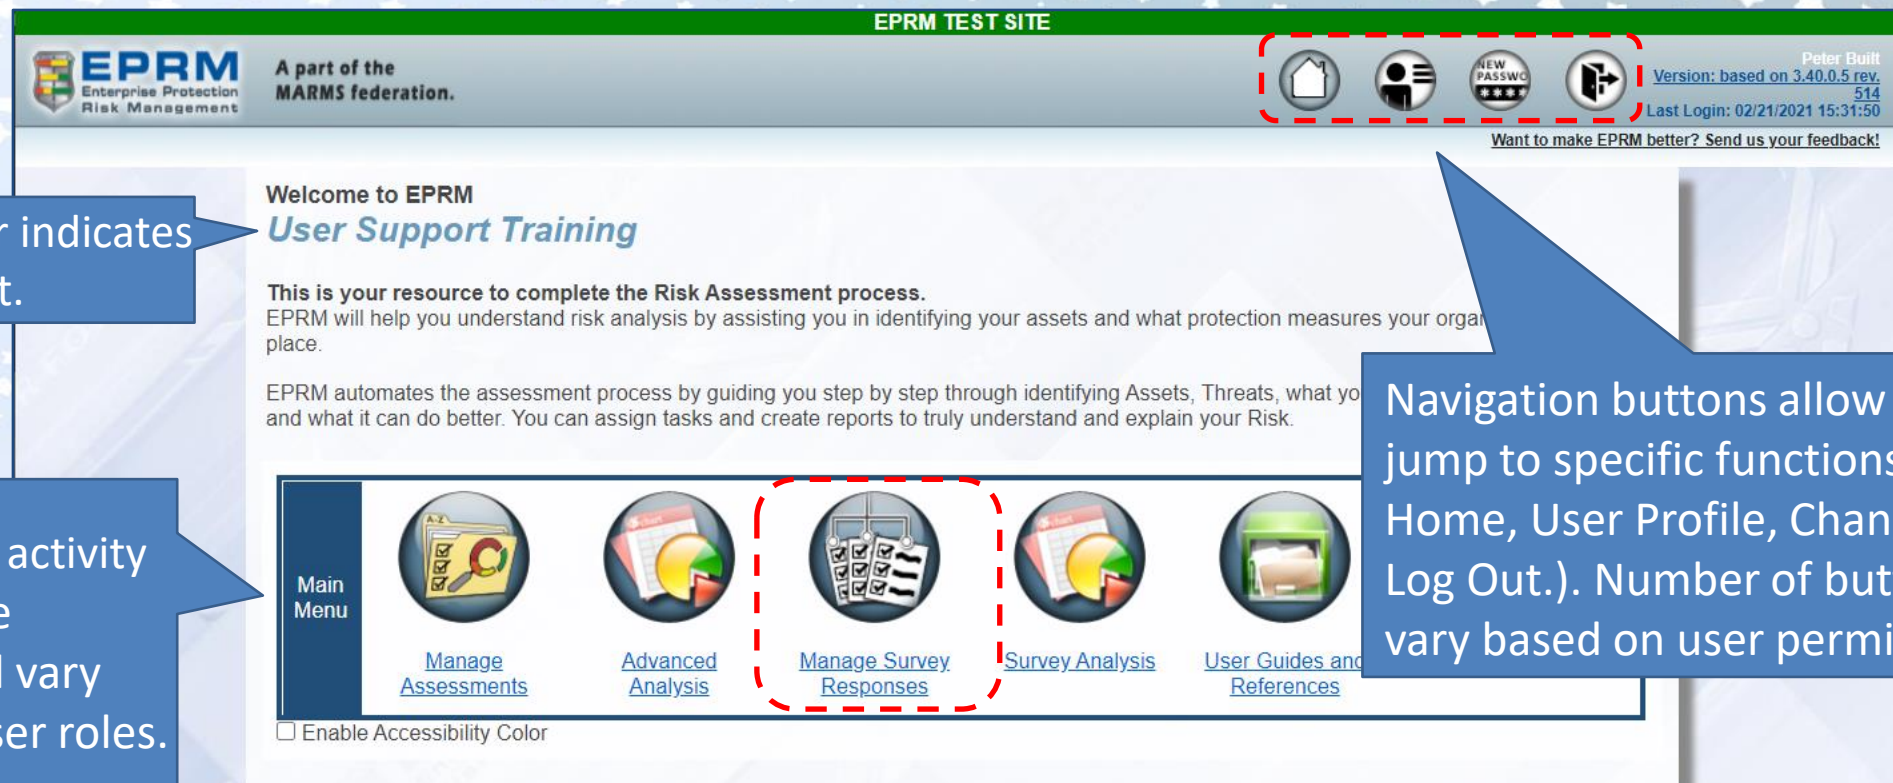 EPRM TEST SITE
EPRM
Enterprise Protection
Risk Management
A part of the
MARMS federation.
NEW
PASSWO
****
Peter Built
Version: based on 3.40.0.5 rev.
514
Last Login: 02/21/2021 15:31:50
Want to make EPRM better? Send us your feedback!
Welcome to EPRM
User Support Training
r indicates
t.
This is your resource to complete the Risk Assessment process.
EPRM will help you understand risk analysis by assisting you in identifying your assets and what protection measures your orga
place.
EPRM automates the assessment process by guiding you step by step through identifying Assets, Threats, what yo
and what it can do better. You can assign tasks and create reports to truly understand and explain your Risk.
Navigation buttons allow
jump to specific functions
Home, User Profile, Chan
Log Out.). Number of but
vary based on user permi
activity
e
l vary
ser roles.
Main
Menu
A-Z
chart
chart
Manage
Assessments
Advanced
Analysis
Manage Survey
Responses
Survey Analysis
User Guides and
References
Enable Accessibility Color